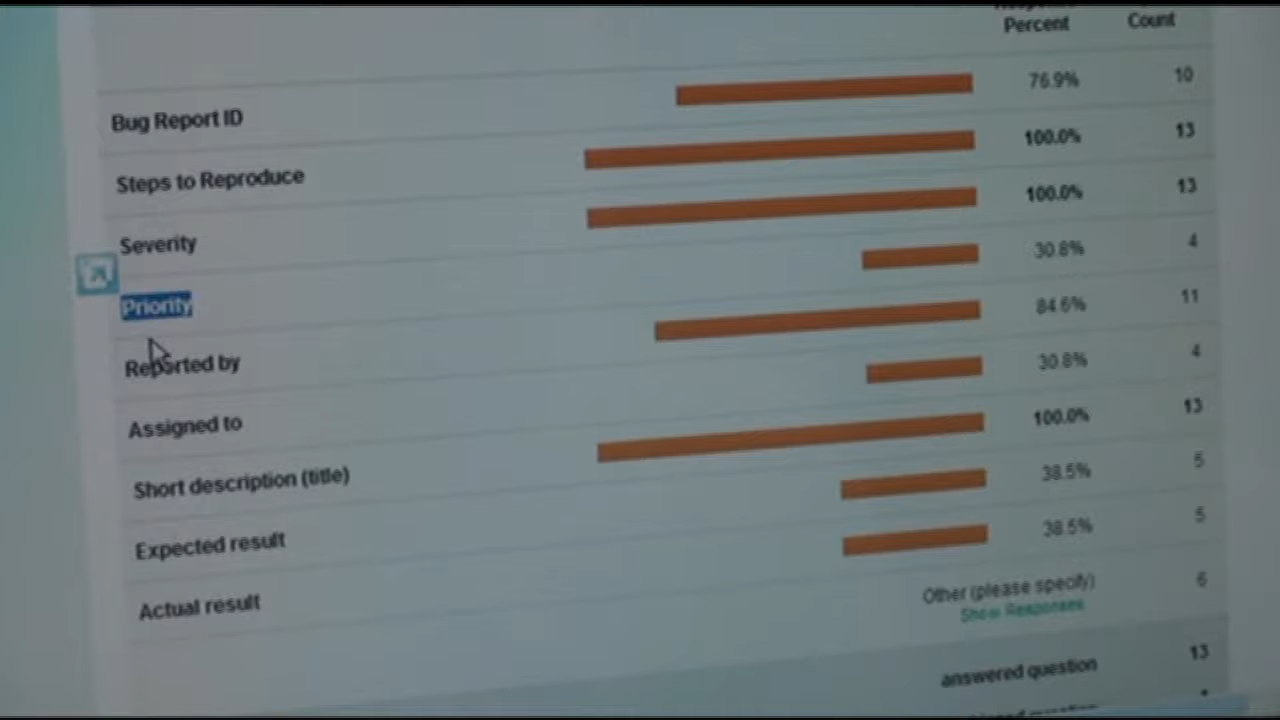 Percent Count
Bug Report ID 76.9% 10
Steps to Reproduce 100.0% 13
Severity 100.0% 13
Priority 30.8% 4
Reported by 84.6% 11
Assigned to 30.8% 4
Short description (title) 100.0% 13
Expected result 38.5% 5
Actual result 38.5% 5
Other (please specify) 6
Show Responses
answered question 13